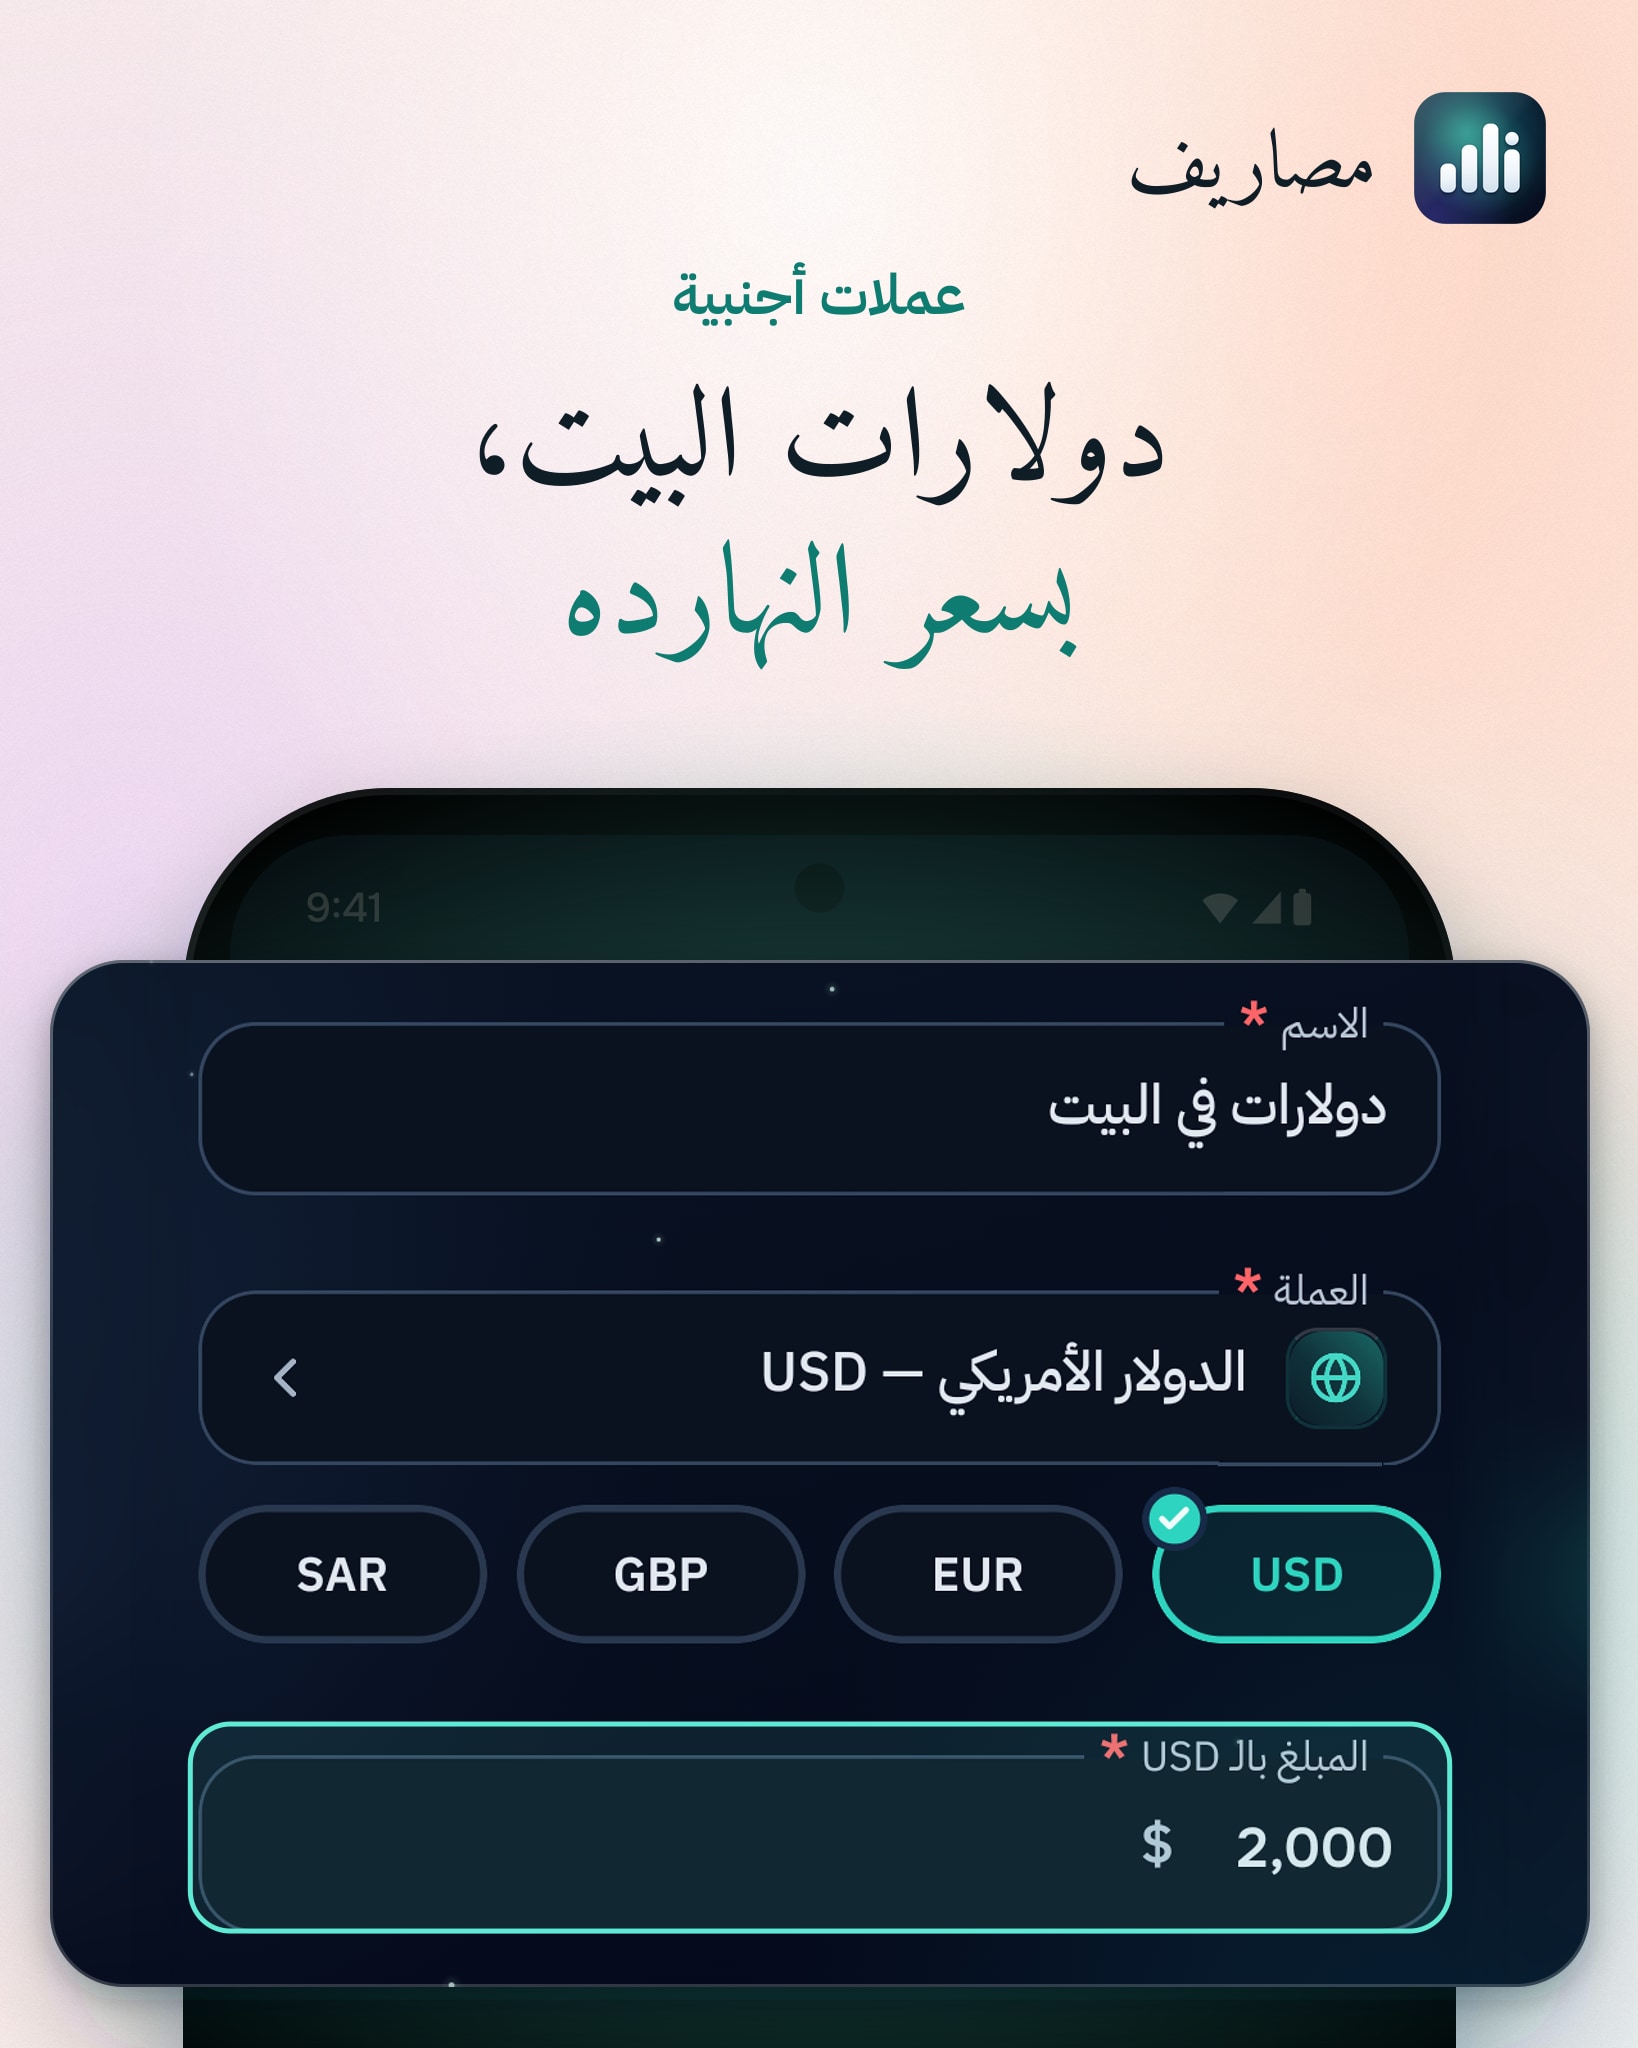 مصاريف
عملات أجنبية
دولارات البيت،
بسعر النهارده
9:41
الاسم *
دولارات في البيت
العملة *
الدولار الأمريكي — USD
USD EUR GBP SAR
المبلغ بالـ USD *
2,000 $